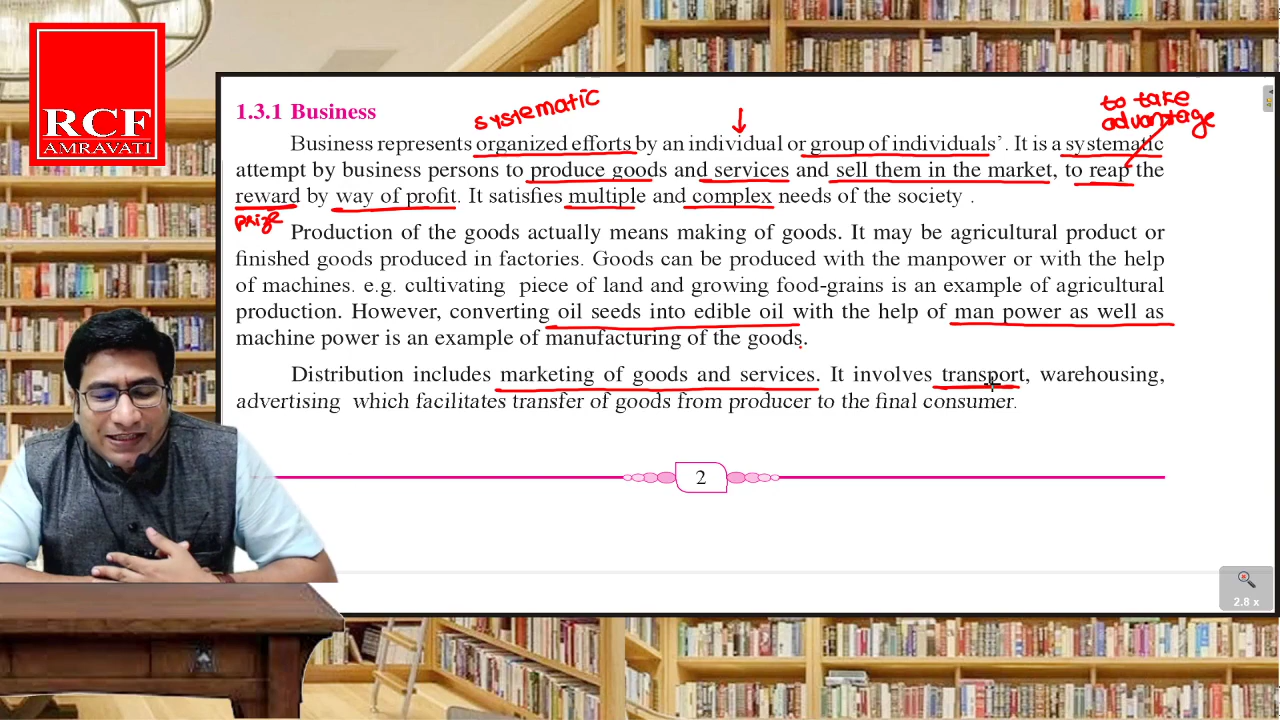 RCF
AMRAVATI
1.3.1 Business
systematic
to take
advantage
Business represents organized efforts by an individual or group of individuals’. It is a systematic
attempt by business persons to produce goods and services and sell them in the market, to reap the
reward by way of profit. It satisfies multiple and complex needs of the society .
prize
Production of the goods actually means making of goods. It may be agricultural product or
finished goods produced in factories. Goods can be produced with the manpower or with the help
of machines. e.g. cultivating piece of land and growing food-grains is an example of agricultural
production. However, converting oil seeds into edible oil with the help of man power as well as
machine power is an example of manufacturing of the goods.
Distribution includes marketing of goods and services. It involves transport, warehousing,
advertising which facilitates transfer of goods from producer to the final consumer.
2
2.8 x